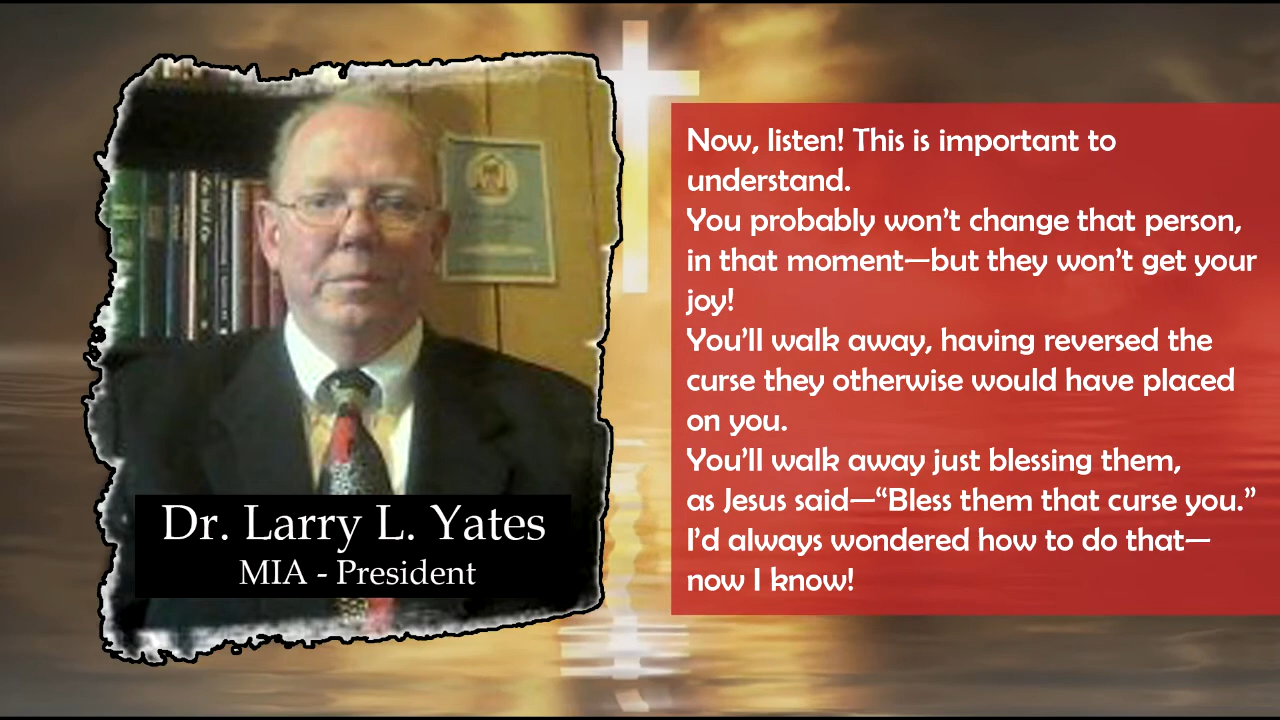 Now, listen! This is important to
understand.
You probably won't change that person,
in that moment—but they won't get your
joy!
You'll walk away, having reversed the
curse they otherwise would have placed
on you.
You'll walk away just blessing them,
as Jesus said—“Bless them that curse you.”
I'd always wondered how to do that—
now I know!
Dr. Larry L. Yates
MIA - President